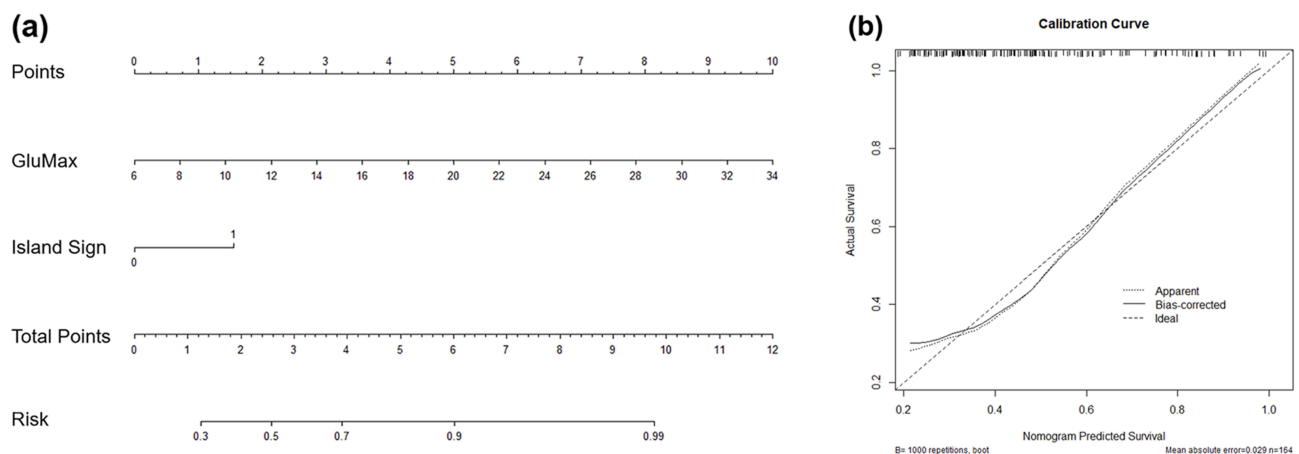 (a)
Points 0 1 2 3 4 5 6 7 8 9 10
GluMax 6 8 10 12 14 16 18 20 22 24 26 28 30 32 34
Island Sign 0 1
Total Points 0 1 2 3 4 5 6 7 8 9 10 11 12
Risk 0.3 0.5 0.7 0.9 0.99
(b)
Calibration Curve
Actual Survival
1.0
0.8
0.6
0.4
0.2
Apparent
Bias-corrected
Ideal
0.2 0.4 0.6 0.8 1.0
Nomogram Predicted Survival
B= 1000 repetitions, boot Mean absolute error=0.029 n=164